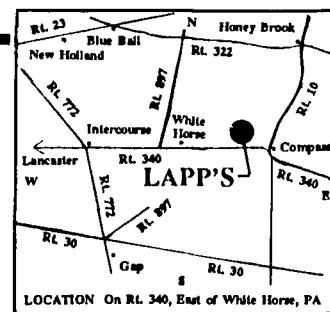 Rt. 23
N
Honey Brook
Blue Ball
New Holland
Rt. 322
Rt. 772
Rt. 897
Rt. 10
White
Horse
Intercourse
Compass
Lancaster
Rt. 340
W
LAPP'S
Rt. 340
E
Rt. 772
Rt. 897
Rt. 30
Gap
S
Rt. 30
LOCATION On Rt. 340, East of White Horse, PA